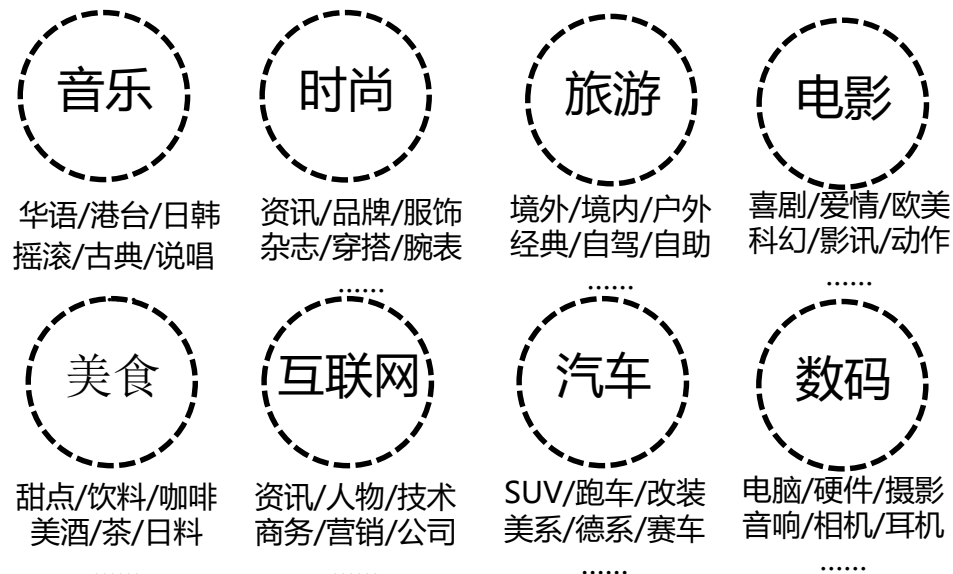 音乐
华语/港台/日韩
摇滚/古典/说唱
时尚
资讯/品牌/服饰
杂志/穿搭/腕表
......
旅游
境外/境内/户外
经典/自驾/自助
......
电影
喜剧/爱情/欧美
科幻/影讯/动作
......
美食
甜点/饮料/咖啡
美酒/茶/日料
......
互联网
资讯/人物/技术
商务/营销/公司
......
汽车
SUV/跑车/改装
美系/德系/赛车
......
数码
电脑/硬件/摄影
音响/相机/耳机
......